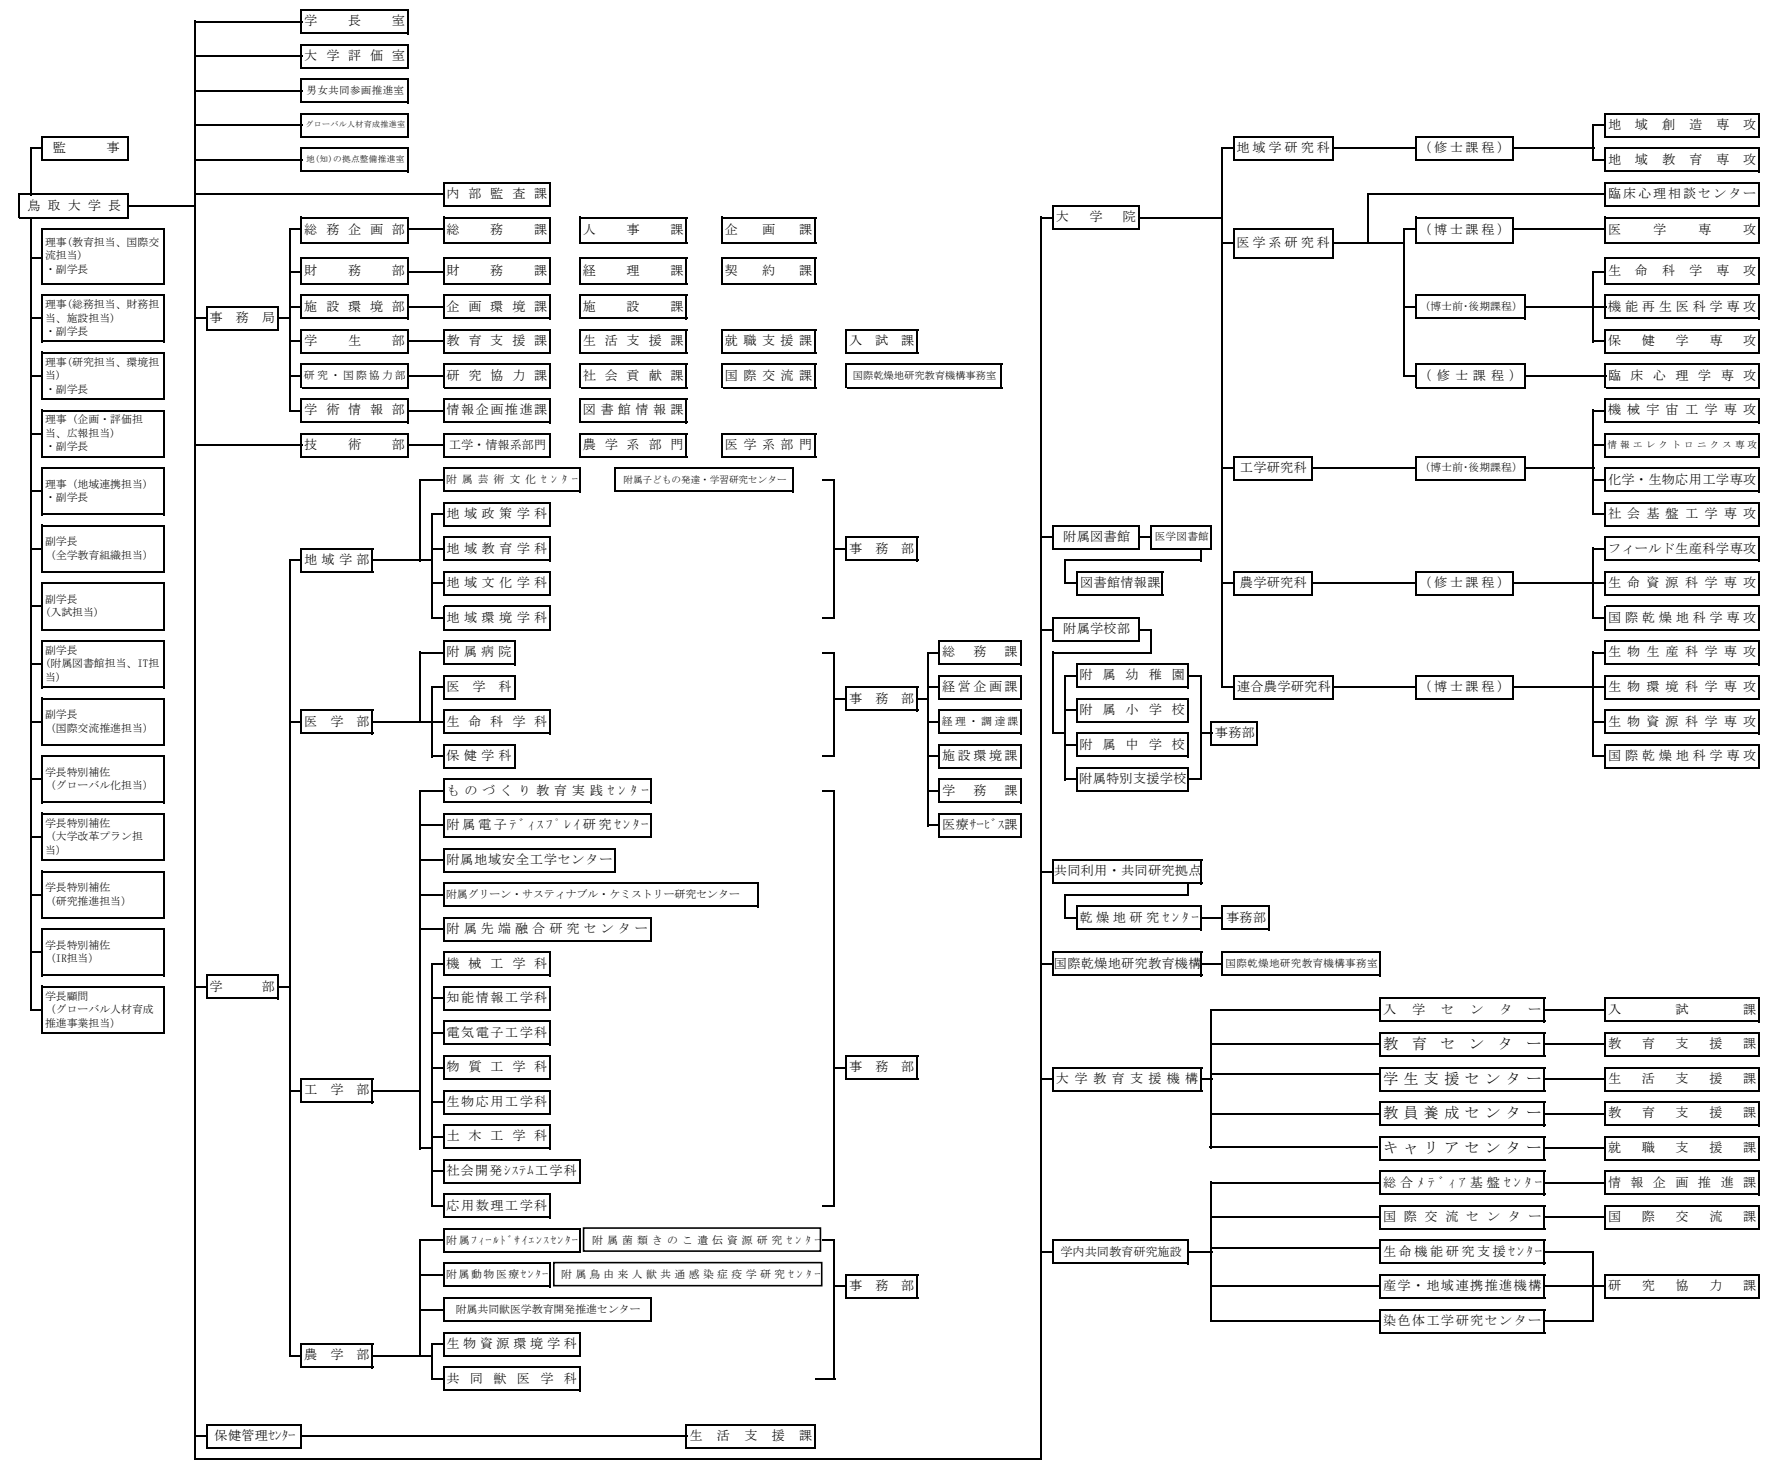 学長室
大学評価室
男女共同参画推進室
グローバル人材育成推進室
地(知)の拠点整備推進室
監事
鳥取大学長
理事(教育担当、国際交
流担当)
・副学長
理事(総務担当、財務担
当、施設担当)
・副学長
理事(研究担当、環境担
当)
・副学長
理事（企画・評価担
当、広報担当)
・副学長
理事（地域連携担当)
・副学長
副学長
（全学教育組織担当）
副学長
(入試担当)
副学長
(附属図書館担当、IT担
当)
副学長
（国際交流推進担当）
学長特別補佐
（グローバル化担当）
学長特別補佐
（大学改革プラン担
当）
学長特別補佐
（研究推進担当）
学長特別補佐
（IR担当）
学長顧問
（グローバル人材育成
推進事業担当）
内部監査課
事務局
総務企画部 総務課 人事課 企画課
財務部 財務課 経理課 契約課
施設環境部 企画環境課 施設課
学生部 教育支援課 生活支援課 就職支援課 入試課
研究・国際協力部 研究協力課 社会貢献課 国際交流課 国際乾燥地研究教育機構事務室
学術情報部 情報企画推進課 図書館情報課
技術部 工学・情報系部門 農学系部門 医学系部門
学部
地域学部
附属芸術文化センター 附属子どもの発達・学習研究センター
地域政策学科
地域教育学科
地域文化学科
地域環境学科
事務部
医学部
附属病院
医学科
生命科学科
保健学科
事務部
総務課
経営企画課
経理・調達課
施設環境課
学務課
医療サービス課
工学部
ものづくり教育実践センター
附属電子ディスプレイ研究センター
附属地域安全工学センター
附属グリーン・サスティナブル・ケミストリー研究センター
附属先端融合研究センター
機械工学科
知能情報工学科
電気電子工学科
物質工学科
生物応用工学科
土木工学科
社会開発システム工学科
応用数理工学科
事務部
農学部
附属フィールドサイエンスセンター 附属菌類きのこ遺伝資源研究センター
附属動物医療センター 附属鳥由来人獣共通感染症疫学研究センター
附属共同獣医学教育開発推進センター
生物資源環境学科
共同獣医学科
事務部
保健管理センター 生活支援課
大学院
地域学研究科 （修士課程）
地域創造専攻
地域教育専攻
医学系研究科
臨床心理相談センター
（博士課程） 医学専攻
（博士前・後期課程）
生命科学専攻
機能再生医科学専攻
保健学専攻
（修士課程） 臨床心理学専攻
工学研究科 （博士前・後期課程）
機械宇宙工学専攻
情報エレクトロニクス専攻
化学・生物応用工学専攻
社会基盤工学専攻
農学研究科 （修士課程）
フィールド生産科学専攻
生命資源科学専攻
国際乾燥地科学専攻
連合農学研究科 （博士課程）
生物生産科学専攻
生物環境科学専攻
生物資源科学専攻
国際乾燥地科学専攻
附属図書館 医学図書館
図書館情報課
附属学校部
附属幼稚園
附属小学校
附属中学校
附属特別支援学校
事務部
共同利用・共同研究拠点
乾燥地研究センター 事務部
国際乾燥地研究教育機構 国際乾燥地研究教育機構事務室
大学教育支援機構
入学センター 入試課
教育センター 教育支援課
学生支援センター 生活支援課
教員養成センター 教育支援課
キャリアセンター 就職支援課
学内共同教育研究施設
総合メディア基盤センター 情報企画推進課
国際交流センター 国際交流課
生命機能研究支援センター
産学・地域連携推進機構 研究協力課
染色体工学研究センター